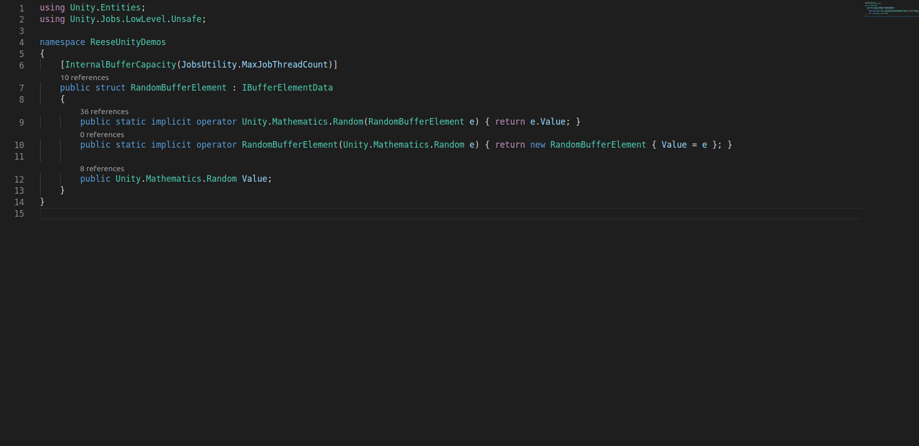 1 using Unity.Entities;
2 using Unity.Jobs.LowLevel.Unsafe;
3
4 namespace ReeseUnityDemos
5 {
6 [InternalBufferCapacity(JobsUtility.MaxJobThreadCount)]
10 references
7 public struct RandomBufferElement : IBufferElementData
8 {
36 references
9 public static implicit operator Unity.Mathematics.Random(RandomBufferElement e) { return e.Value; }
0 references
10 public static implicit operator RandomBufferElement(Unity.Mathematics.Random e) { return new RandomBufferElement { Value = e }; }
11
8 references
12 public Unity.Mathematics.Random Value;
13 }
14 }
15